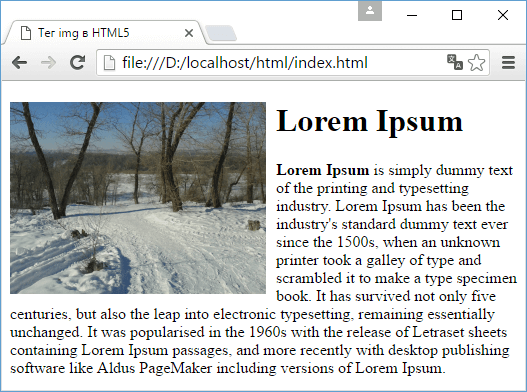 Тег img в HTML5
file:///D:/localhost/html/index.html
Lorem Ipsum
Lorem Ipsum is simply dummy text
of the printing and typesetting
industry. Lorem Ipsum has been the
industry's standard dummy text ever
since the 1500s, when an unknown
printer took a galley of type and
scrambled it to make a type specimen
book. It has survived not only five
centuries, but also the leap into electronic typesetting, remaining essentially
unchanged. It was popularised in the 1960s with the release of Letraset sheets
containing Lorem Ipsum passages, and more recently with desktop publishing
software like Aldus PageMaker including versions of Lorem Ipsum.